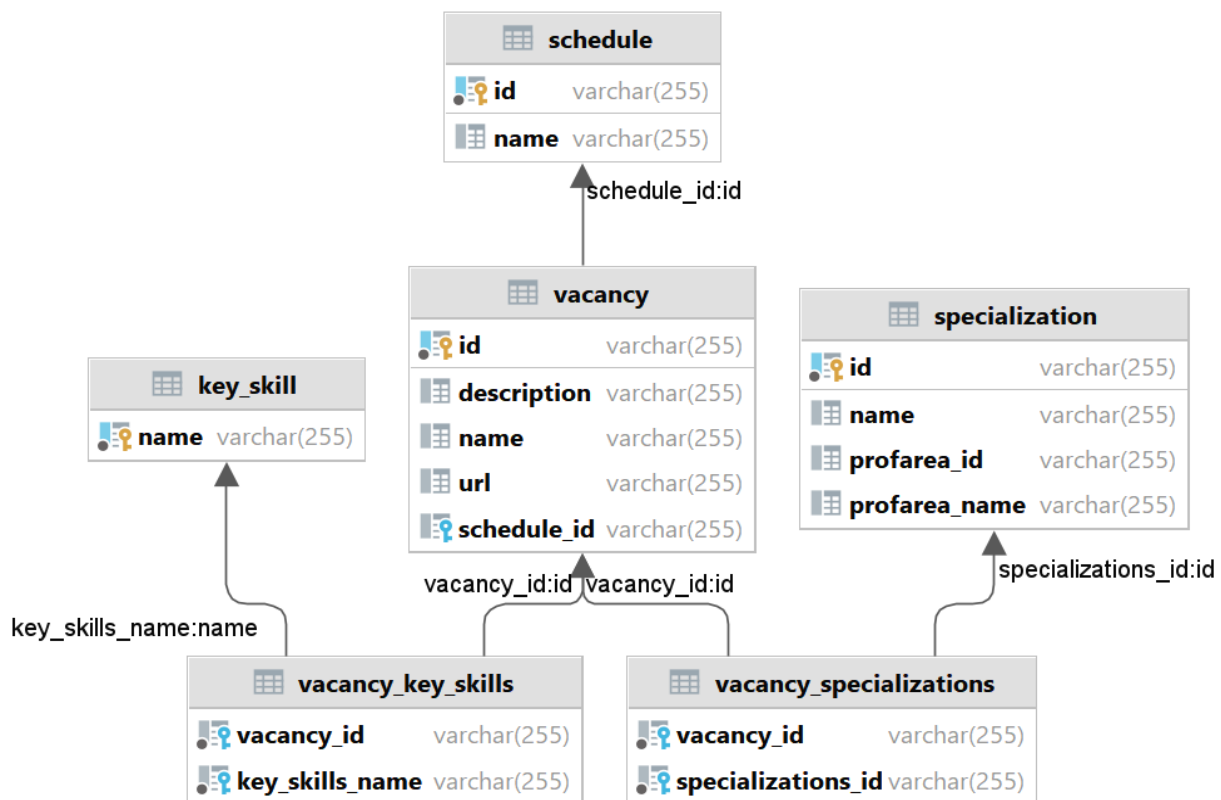 schedule
id varchar(255)
name varchar(255)
schedule_id:id
vacancy
id varchar(255)
description varchar(255)
name varchar(255)
url varchar(255)
schedule_id varchar(255)
specialization
id varchar(255)
name varchar(255)
profarea_id varchar(255)
profarea_name varchar(255)
key_skill
name varchar(255)
vacancy_id:id
vacancy_id:id
specializations_id:id
key_skills_name:name
vacancy_key_skills
vacancy_id varchar(255)
key_skills_name varchar(255)
vacancy_specializations
vacancy_id varchar(255)
specializations_id varchar(255)